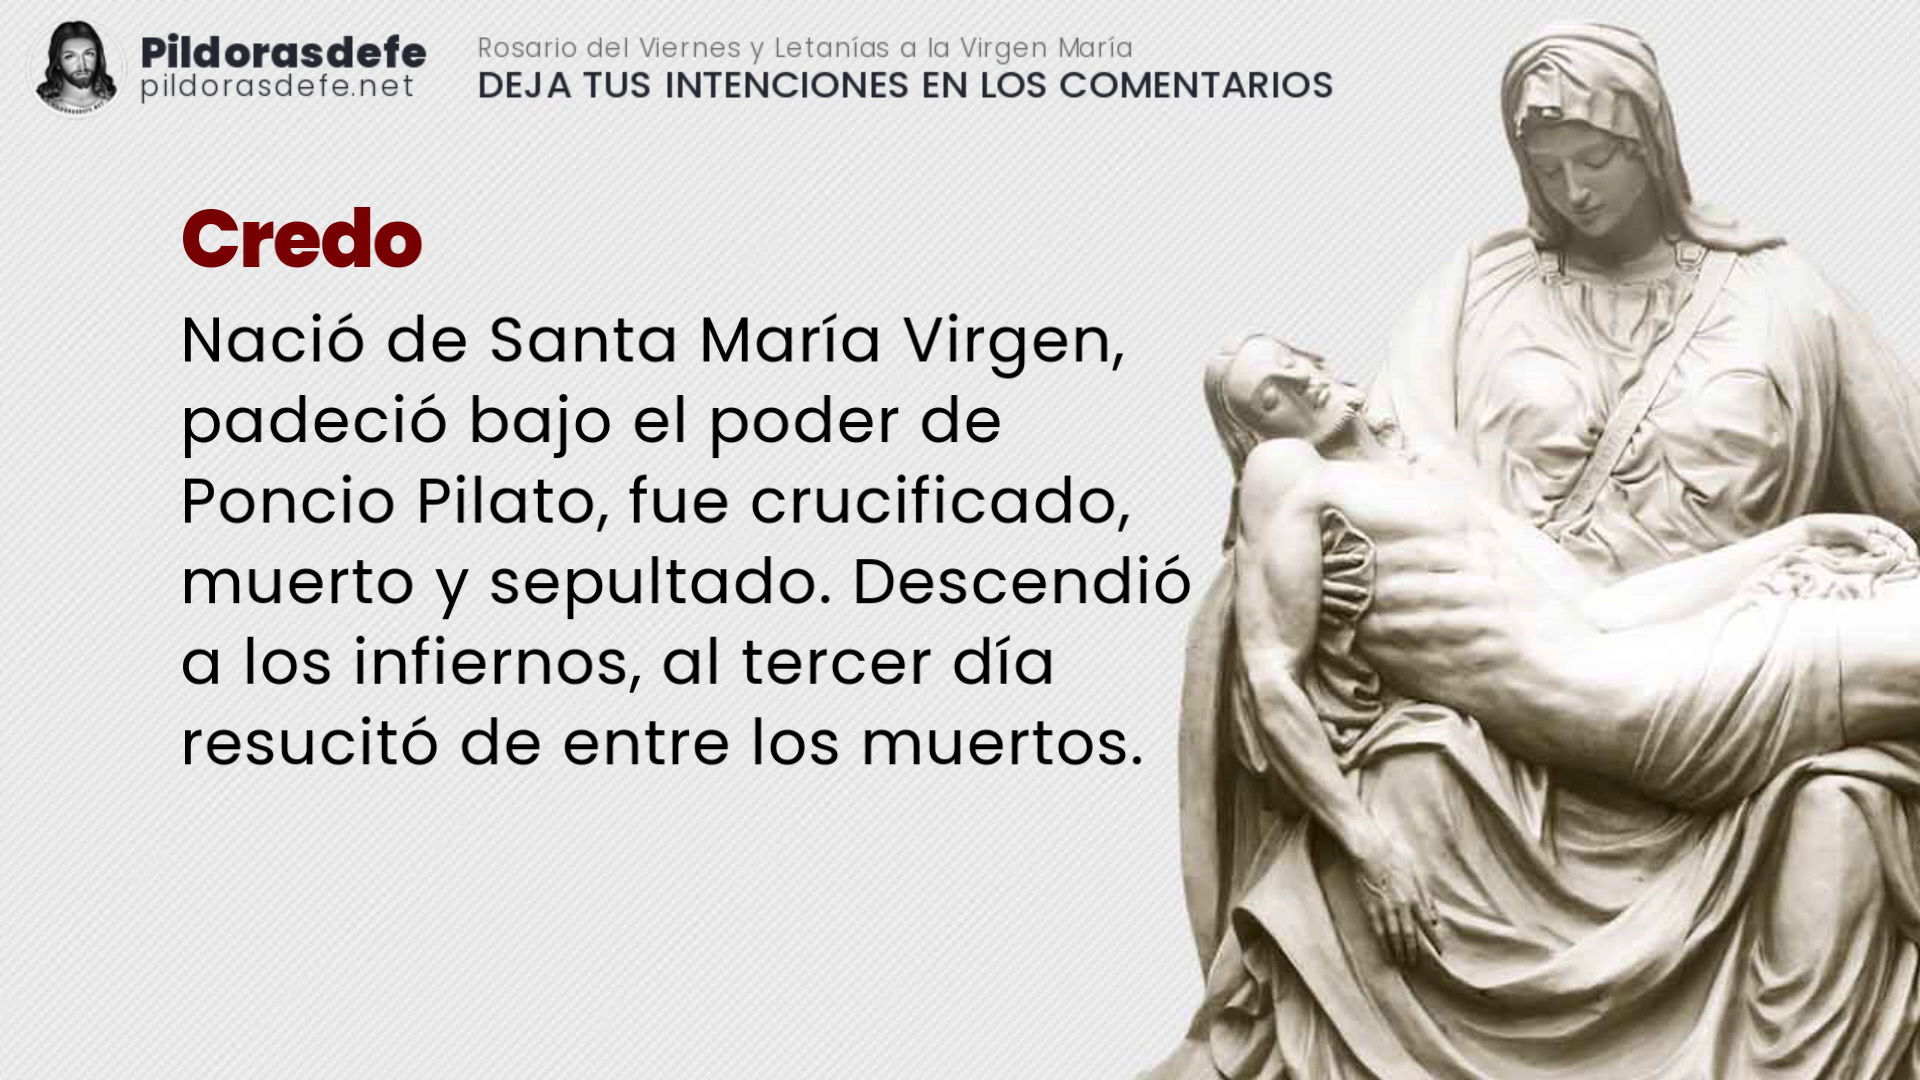 Pildorasdefe
pildorasdefe.net
Rosario del Viernes y Letanías a la Virgen María
DEJA TUS INTENCIONES EN LOS COMENTARIOS
Credo
Nació de Santa María Virgen,
padeció bajo el poder de
Poncio Pilato, fue crucificado,
muerto y sepultado. Descendió
a los infiernos, al tercer día
resucitó de entre los muertos.